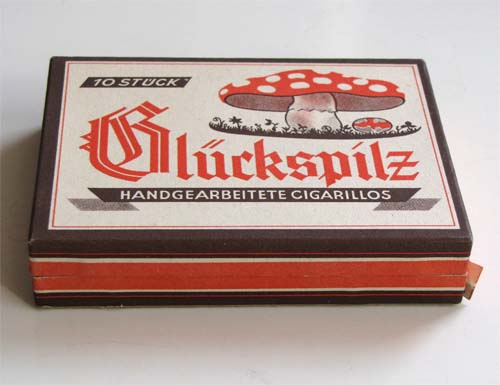 10 STÜCK
Glückspilz
HANDGEARBEITETE CIGARILLOS